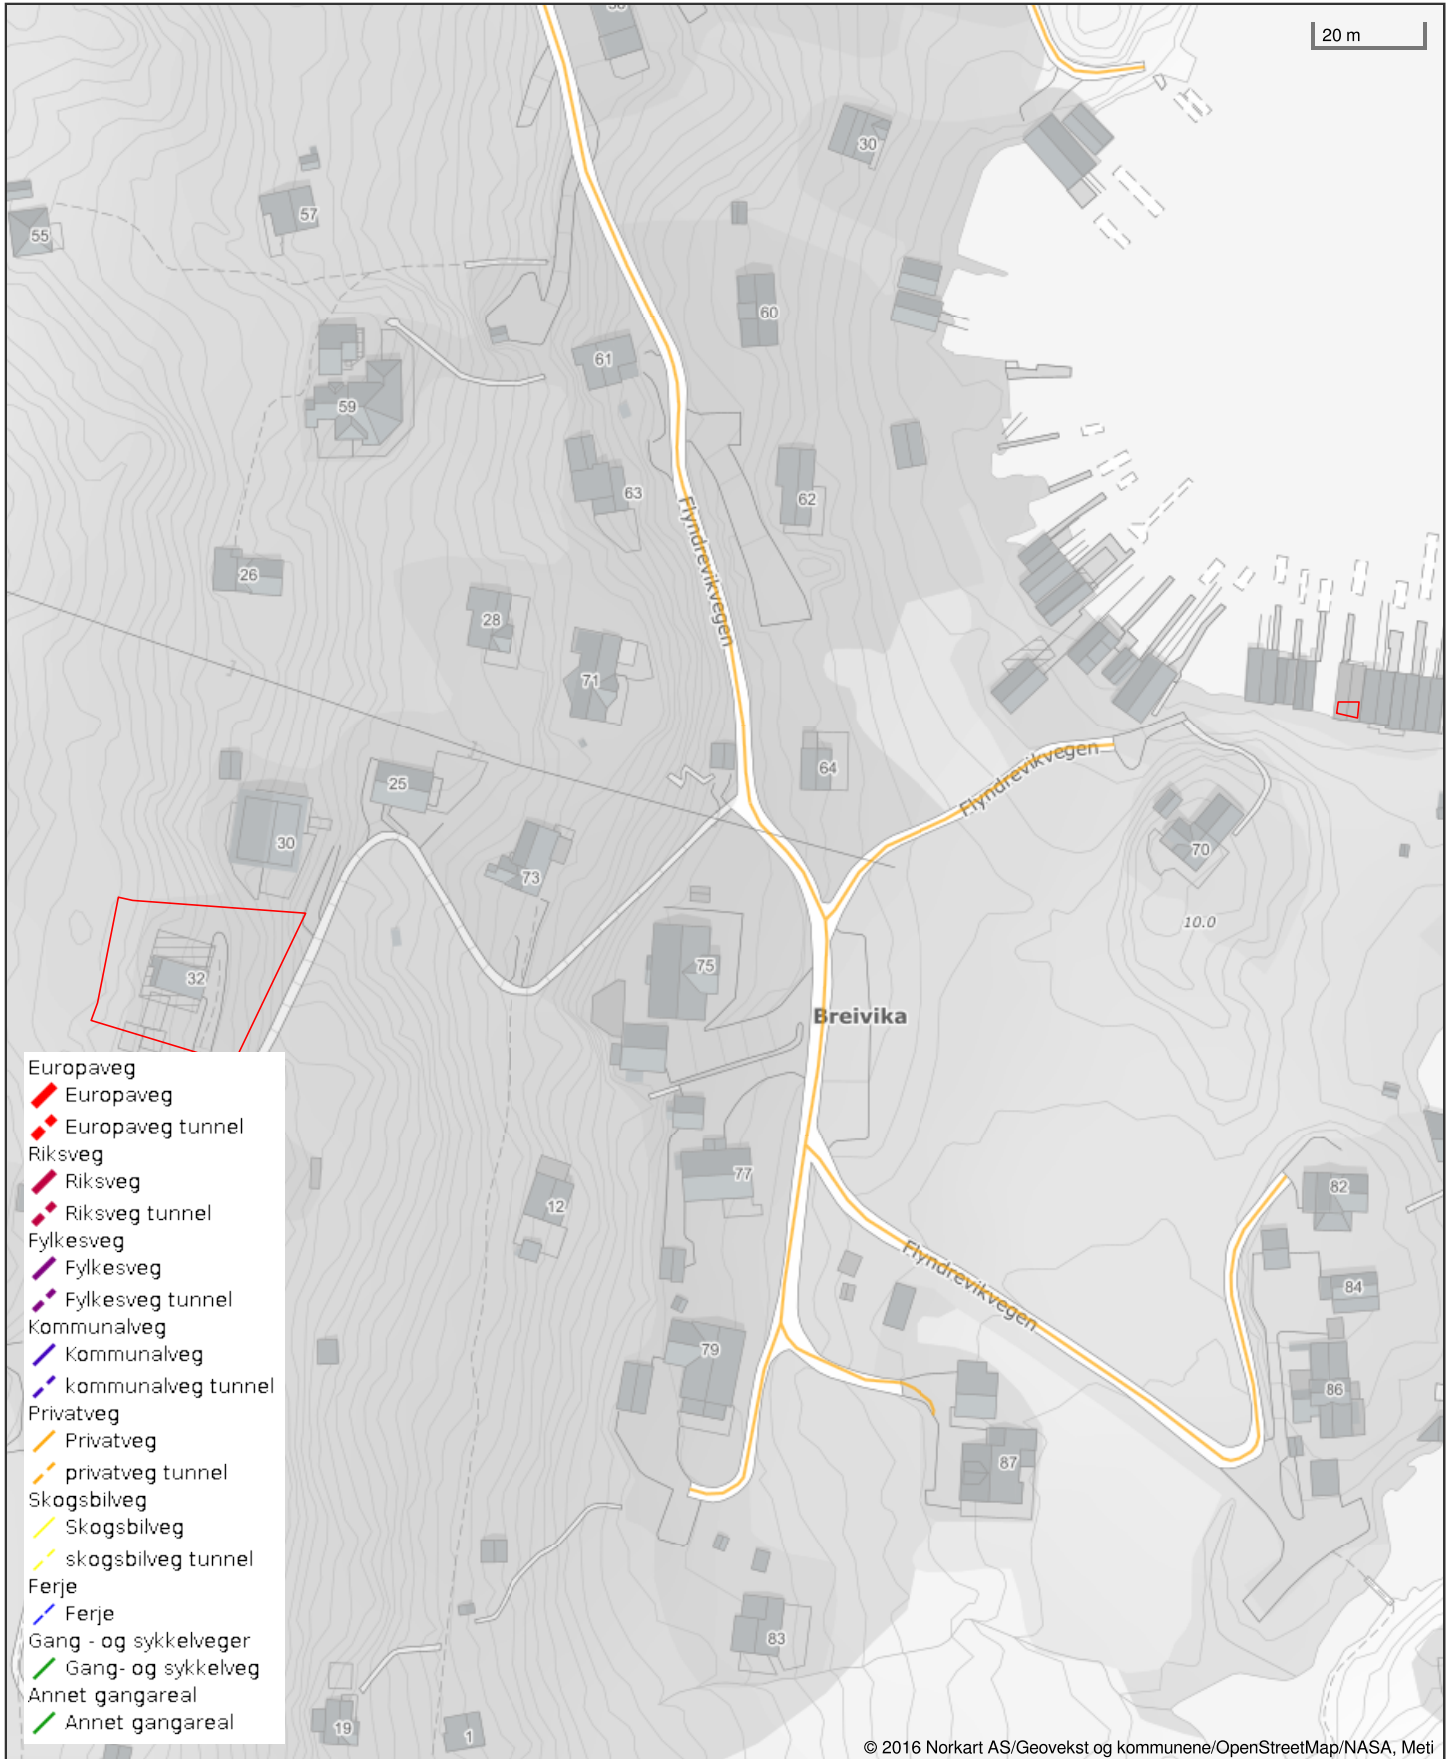 20 m
30
57
55
60
61
59
63
62
Flyndrevikvegen
26
28
71
64
Flyndrevikvegen
25
30
70
73
10.0
75
32
Breivika
77
82
12
Flyndrevikvegen
84
79
86
87
83
19
1
Europaveg
Europaveg
Europaveg tunnel
Riksveg
Riksveg
Riksveg tunnel
Fylkesveg
Fylkesveg
Fylkesveg tunnel
Kommunalveg
Kommunalveg
kommunalveg tunnel
Privatveg
Privatveg
privatveg tunnel
Skogsbilveg
Skogsbilveg
skogsbilveg tunnel
Ferje
Ferje
Gang - og sykkelveger
Gang- og sykkelveg
Annet gangareal
Annet gangareal
© 2016 Norkart AS/Geovekst og kommunene/OpenStreetMap/NASA, Meti